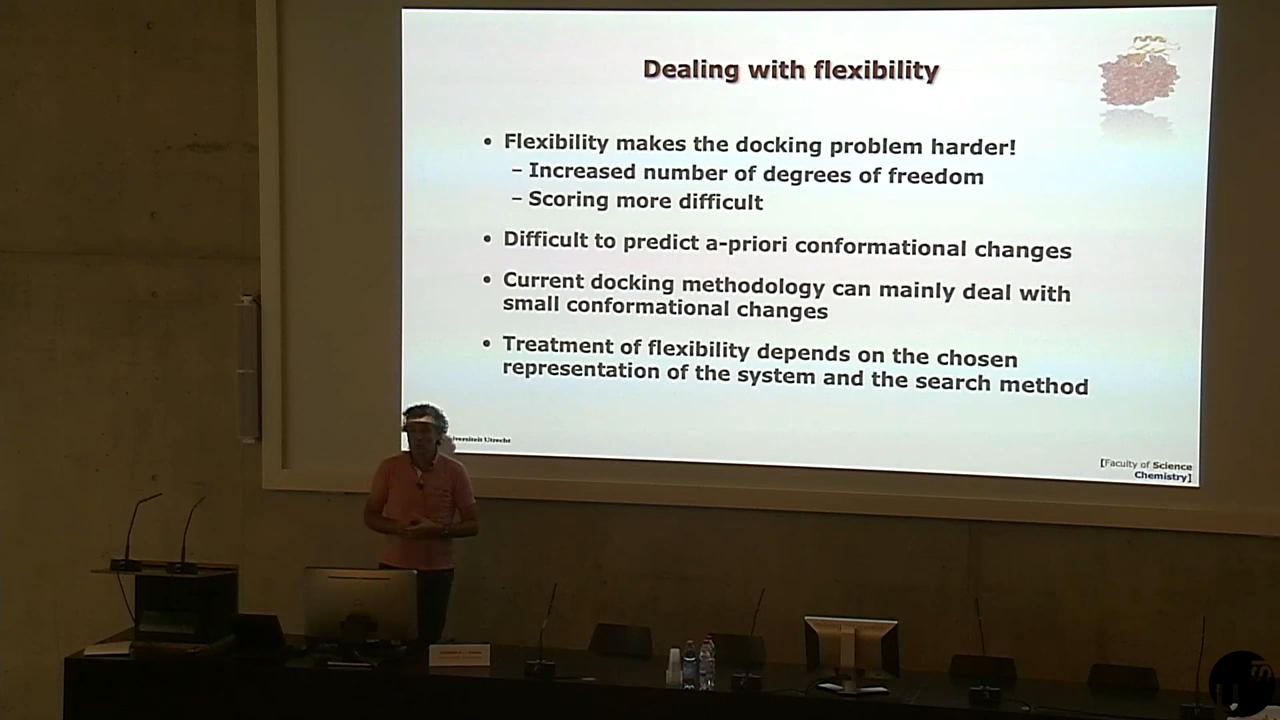 Dealing with flexibility
• Flexibility makes the docking problem harder!
– Increased number of degrees of freedom
– Scoring more difficult
• Difficult to predict a-priori conformational changes
• Current docking methodology can mainly deal with
small conformational changes
• Treatment of flexibility depends on the chosen
representation of the system and the search method
Utrecht
[Faculty of Science
Chemistry]